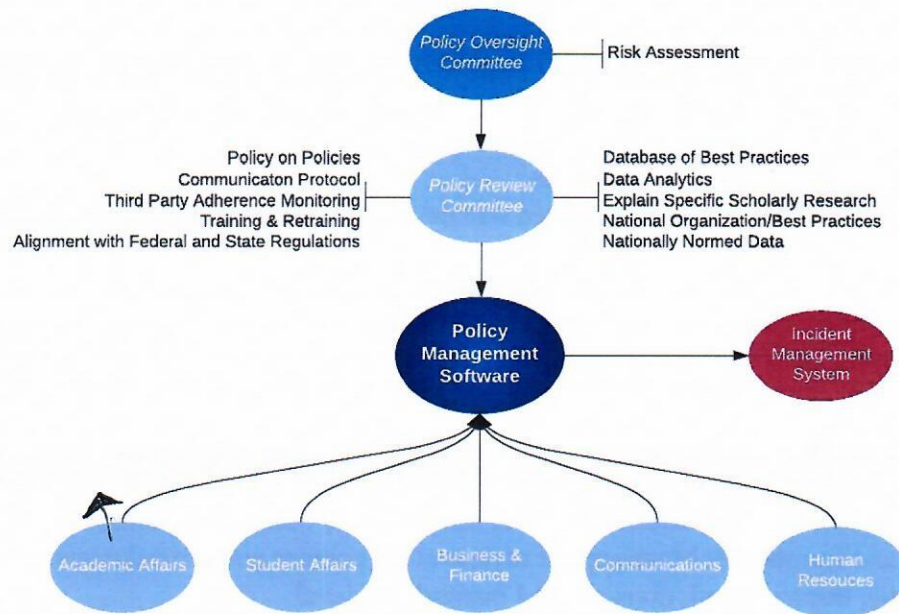 Policy Oversight
Committee
Risk Assessment
Policy on Policies
Communicaton Protocol
Third Party Adherence Monitoring
Training & Retraining
Alignment with Federal and State Regulations
Policy Review
Committee
Database of Best Practices
Data Analytics
Explain Specific Scholarly Research
National Organization/Best Practices
Nationally Normed Data
Policy
Management
Software
Incident
Management
System
Academic Affairs
Student Affairs
Business &
Finance
Communications
Human
Resouces